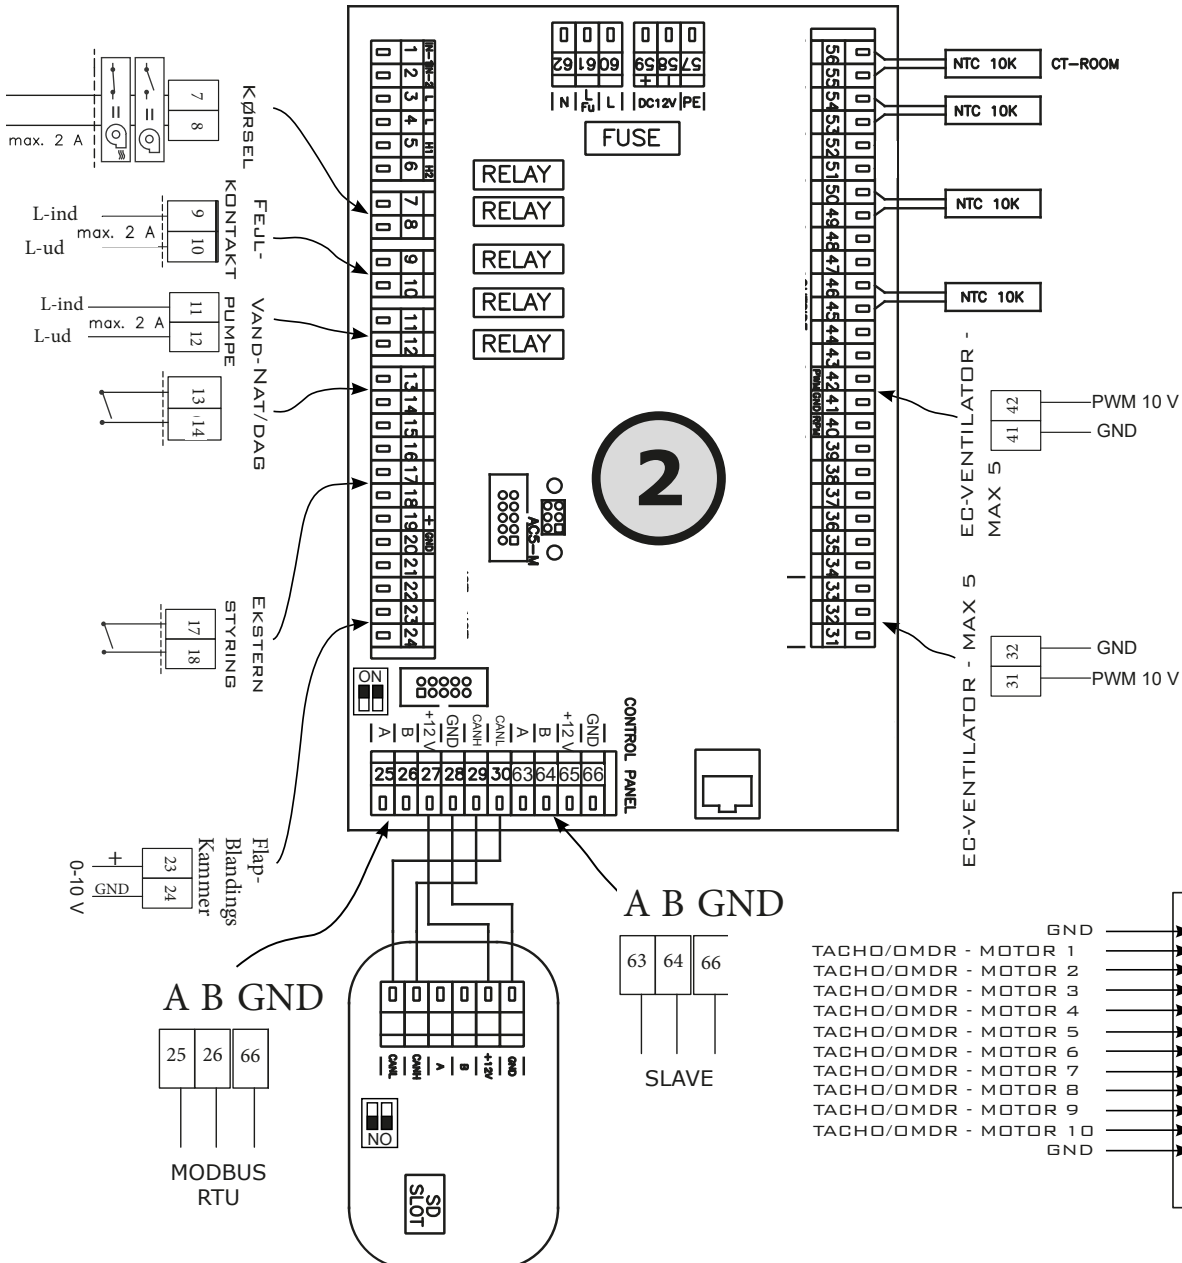 62 61 60 59 58 57
N L Fu L + DC12V - PE
FUSE
RELAY
RELAY
RELAY
RELAY
RELAY
1 IN-1
2 IN-2
3 L
4 L
5 H1
6 H2
7
8
9
10
11
12
13
14
15
16
17
18
19 +
20 GND
21
22
23
24
7
8
max. 2 A
KØRSEL
L-ind
max. 2 A
L-ud
9
10
FEJL-
KONTAKT
L-ind
max. 2 A
L-ud
11
12
VAND-
PUMPE
13
14
NAT/DAG
17
18
EKSTERN
STYRING
+
GND
0-10 V
23
24
Flap-
Blandings
Kammer
56
55
54
53
52
51
50
49
48
47
46
45
44
43
42 PWM
41 GND
40 RPM
39
38
37
36
35
34
33
32
31
NTC 10K CT-ROOM
NTC 10K
NTC 10K
NTC 10K
EC-VENTILATOR -
MAX 5
42 PWM 10 V
41 GND
EC-VENTILATOR - MAX 5
32 GND
31 PWM 10 V
2
AC5-M
ON
A B +12 V GND CANH CANL A B +12 V GND
25 26 27 28 29 30 63 64 65 66
CONTROL PANEL
A B GND
25 26 66
MODBUS
RTU
A B GND
63 64 66
SLAVE
CANL CANH A B +12V GND
ON
SD
SLOT
GND
TACHO/OMDR - MOTOR 1
TACHO/OMDR - MOTOR 2
TACHO/OMDR - MOTOR 3
TACHO/OMDR - MOTOR 4
TACHO/OMDR - MOTOR 5
TACHO/OMDR - MOTOR 6
TACHO/OMDR - MOTOR 7
TACHO/OMDR - MOTOR 8
TACHO/OMDR - MOTOR 9
TACHO/OMDR - MOTOR 10
GND